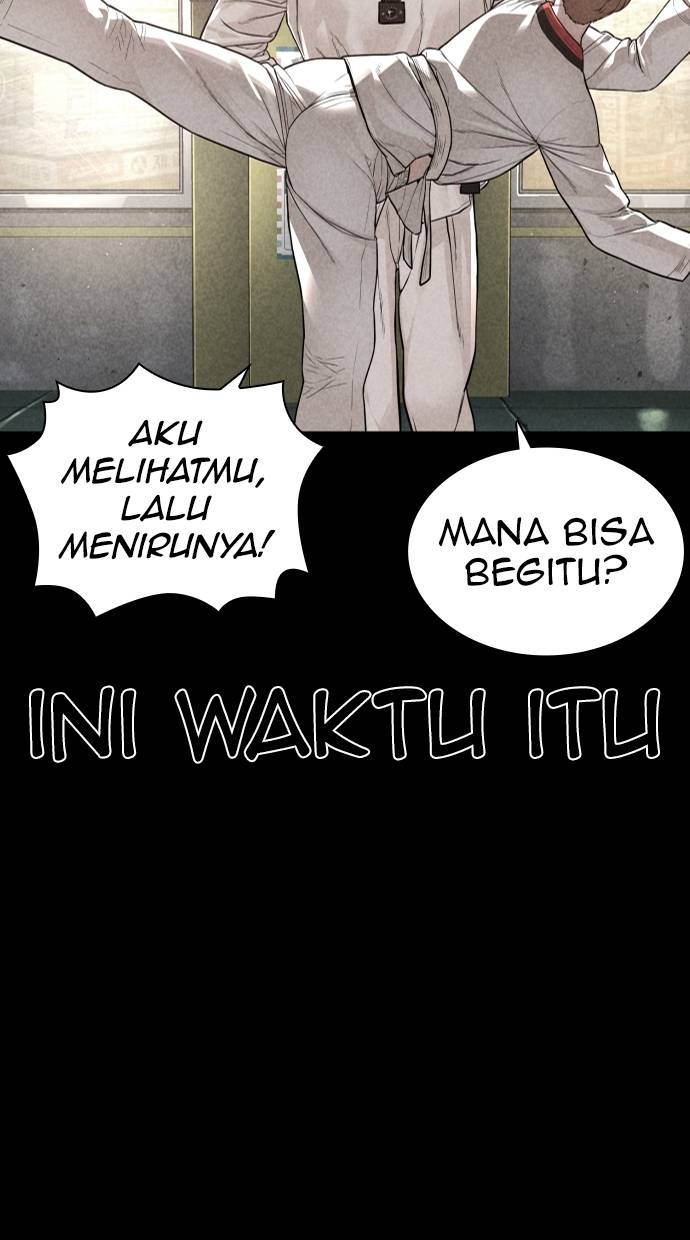 AKU
MELIHATMU,
LALU
MENIRUNYA!
MANA BISA
BEGITU?
INI WAKTU ITU